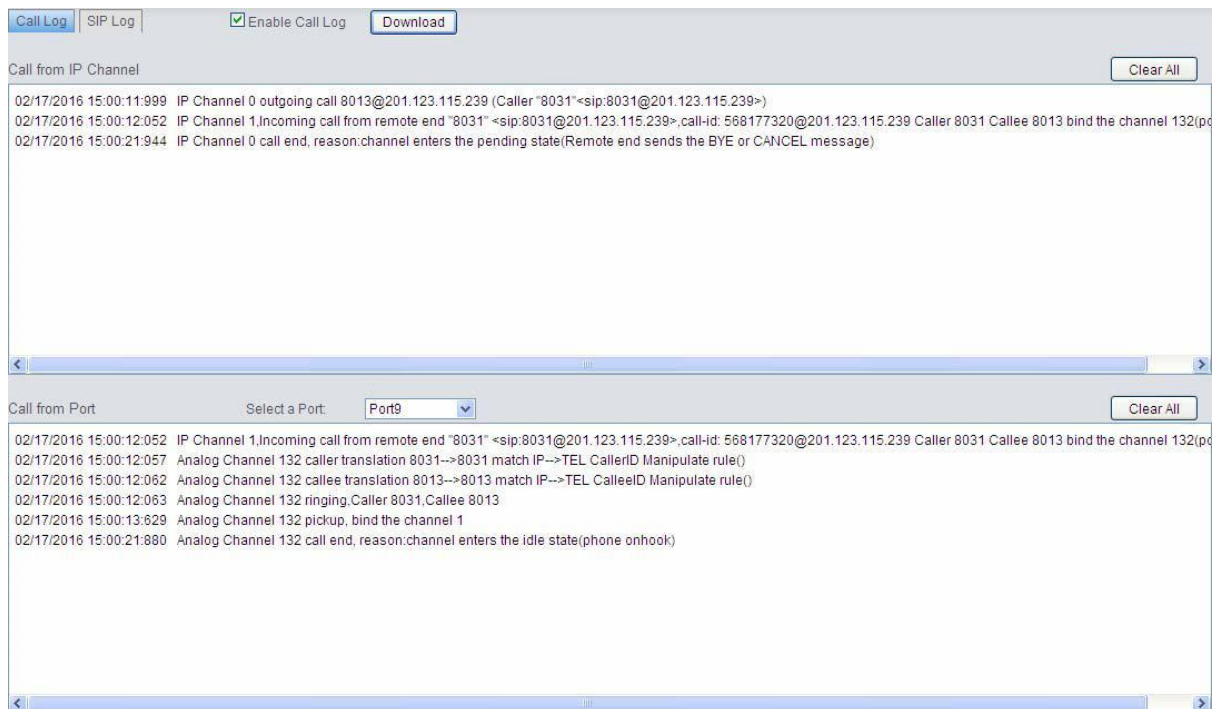 Call Log SIP Log Enable Call Log Download
Call from IP Channel Clear All
02/17/2016 15:00:11:999 IP Channel 0 outgoing call 8013@201.123.115.239 (Caller "8031"<sip:8031@201.123.115.239>)
02/17/2016 15:00:12:052 IP Channel 1,Incoming call from remote end "8031" <sip:8031@201.123.115.239>,call-id: 568177320@201.123.115.239 Caller 8031 Callee 8013 bind the channel 132(po
02/17/2016 15:00:21:944 IP Channel 0 call end, reason:channel enters the pending state(Remote end sends the BYE or CANCEL message)
Call from Port Select a Port: Port9 Clear All
02/17/2016 15:00:12:052 IP Channel 1,Incoming call from remote end "8031" <sip:8031@201.123.115.239>,call-id: 568177320@201.123.115.239 Caller 8031 Callee 8013 bind the channel 132(po
02/17/2016 15:00:12:057 Analog Channel 132 caller translation 8031-->8031 match IP-->TEL CallerID Manipulate rule()
02/17/2016 15:00:12:062 Analog Channel 132 callee translation 8013-->8013 match IP-->TEL CalleeID Manipulate rule()
02/17/2016 15:00:12:063 Analog Channel 132 ringing,Caller 8031,Callee 8013
02/17/2016 15:00:13:629 Analog Channel 132 pickup, bind the channel 1
02/17/2016 15:00:21:880 Analog Channel 132 call end, reason:channel enters the idle state(phone onhook)